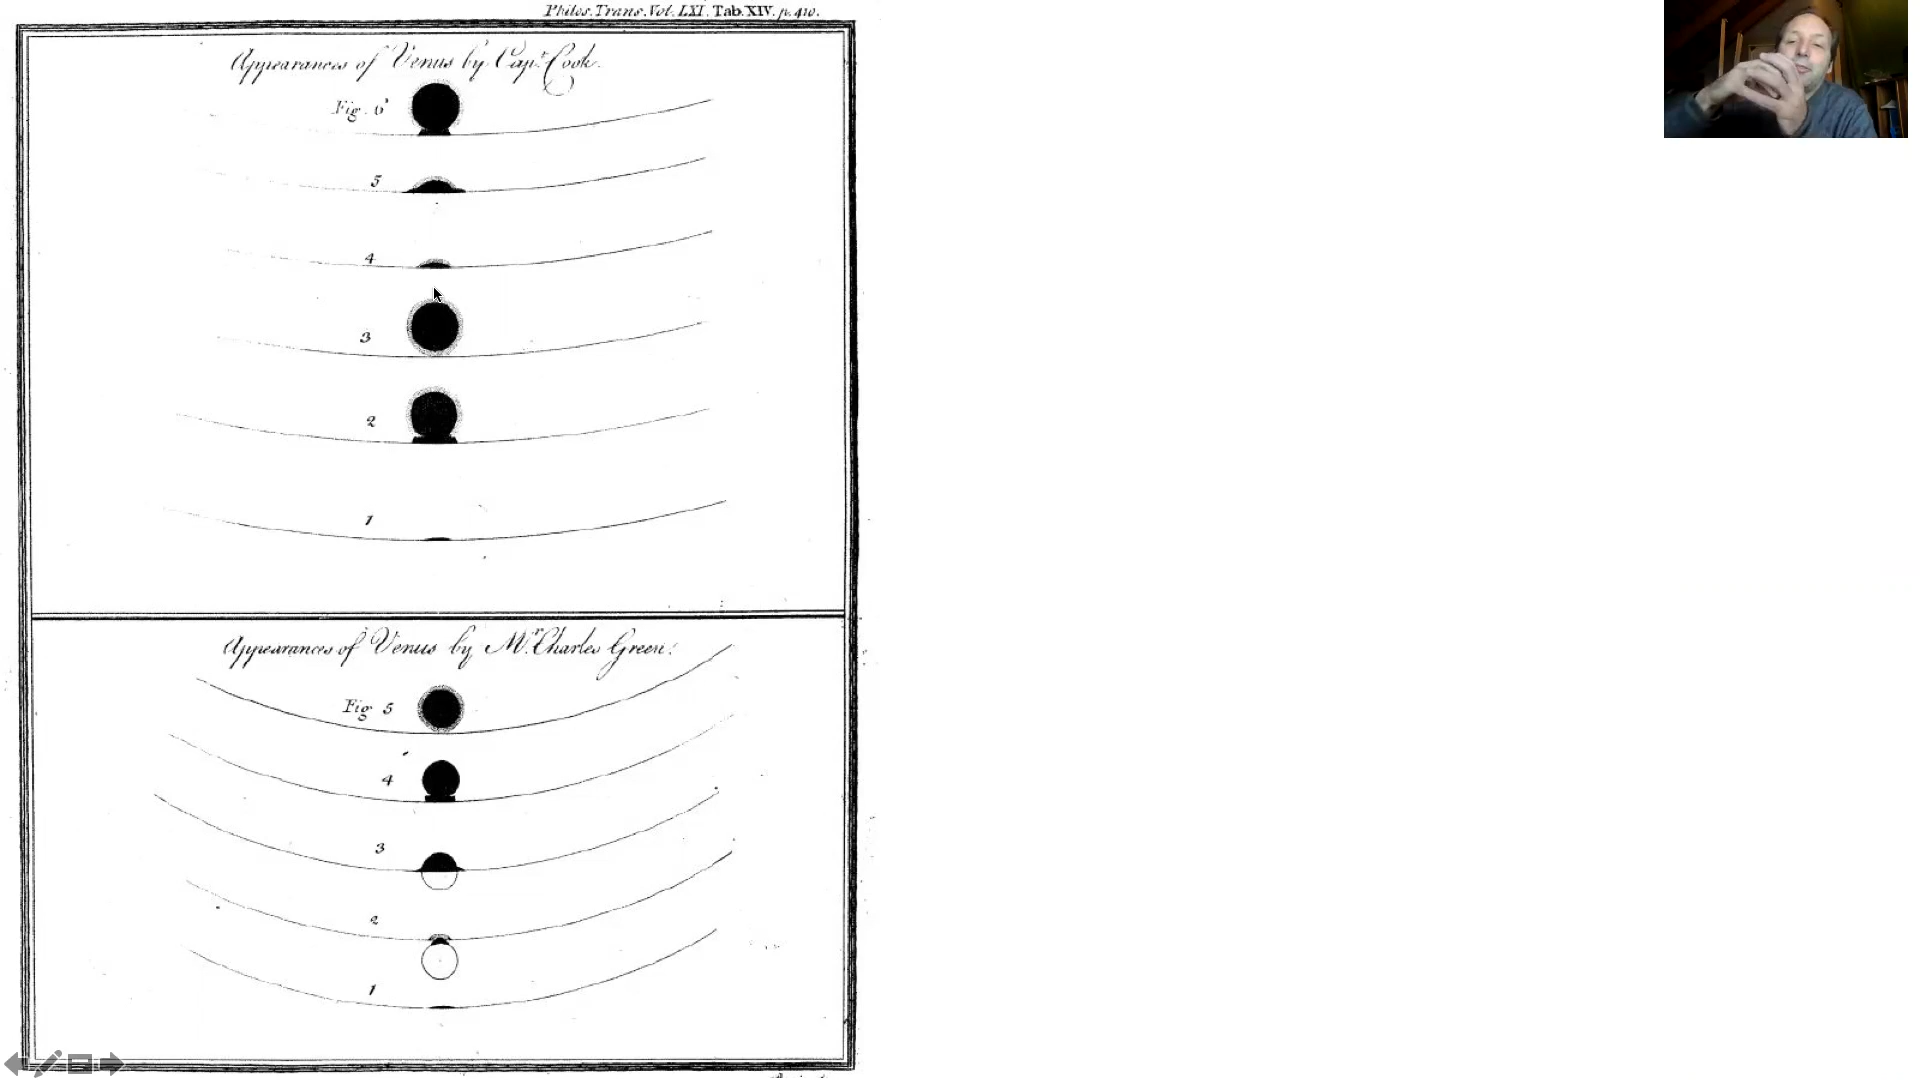 Philos. Trans. Vol. LXI. Tab. XIV. p. 410.
Appearances of Venus by Capt. Cook.
Fig. 6
5
4
3
2
1
Appearances of Venus by Mr. Charles Green.
Fig 5
4
3
2
1